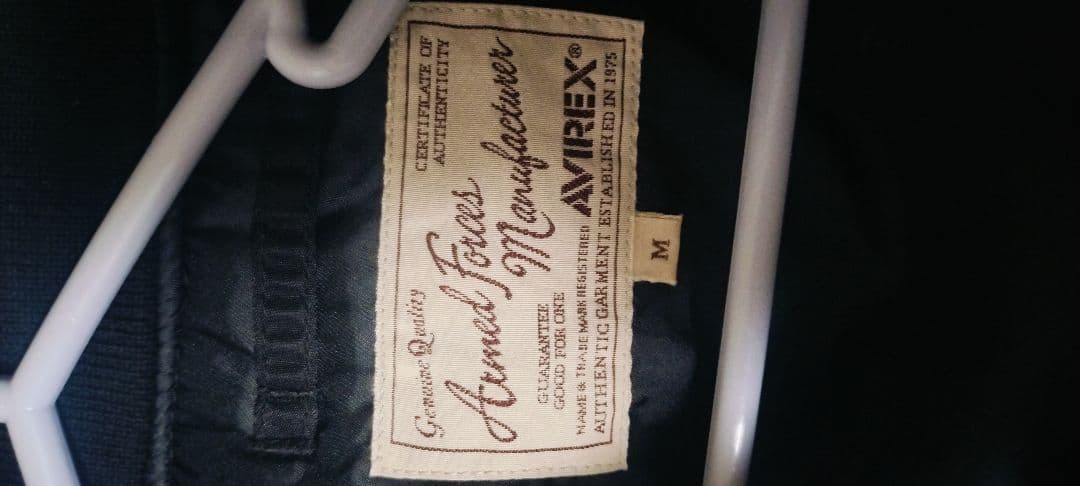 Genuine Quality
CERTIFICATE OF
AUTHENTICITY
Armed Forces
Manufacturer
GUARANTEE
GOOD FOR ONE
AVIREX®
NAME & TRADE MARK REGISTERED
AUTHENTIC GARMENT ESTABLISHED IN 1975
M